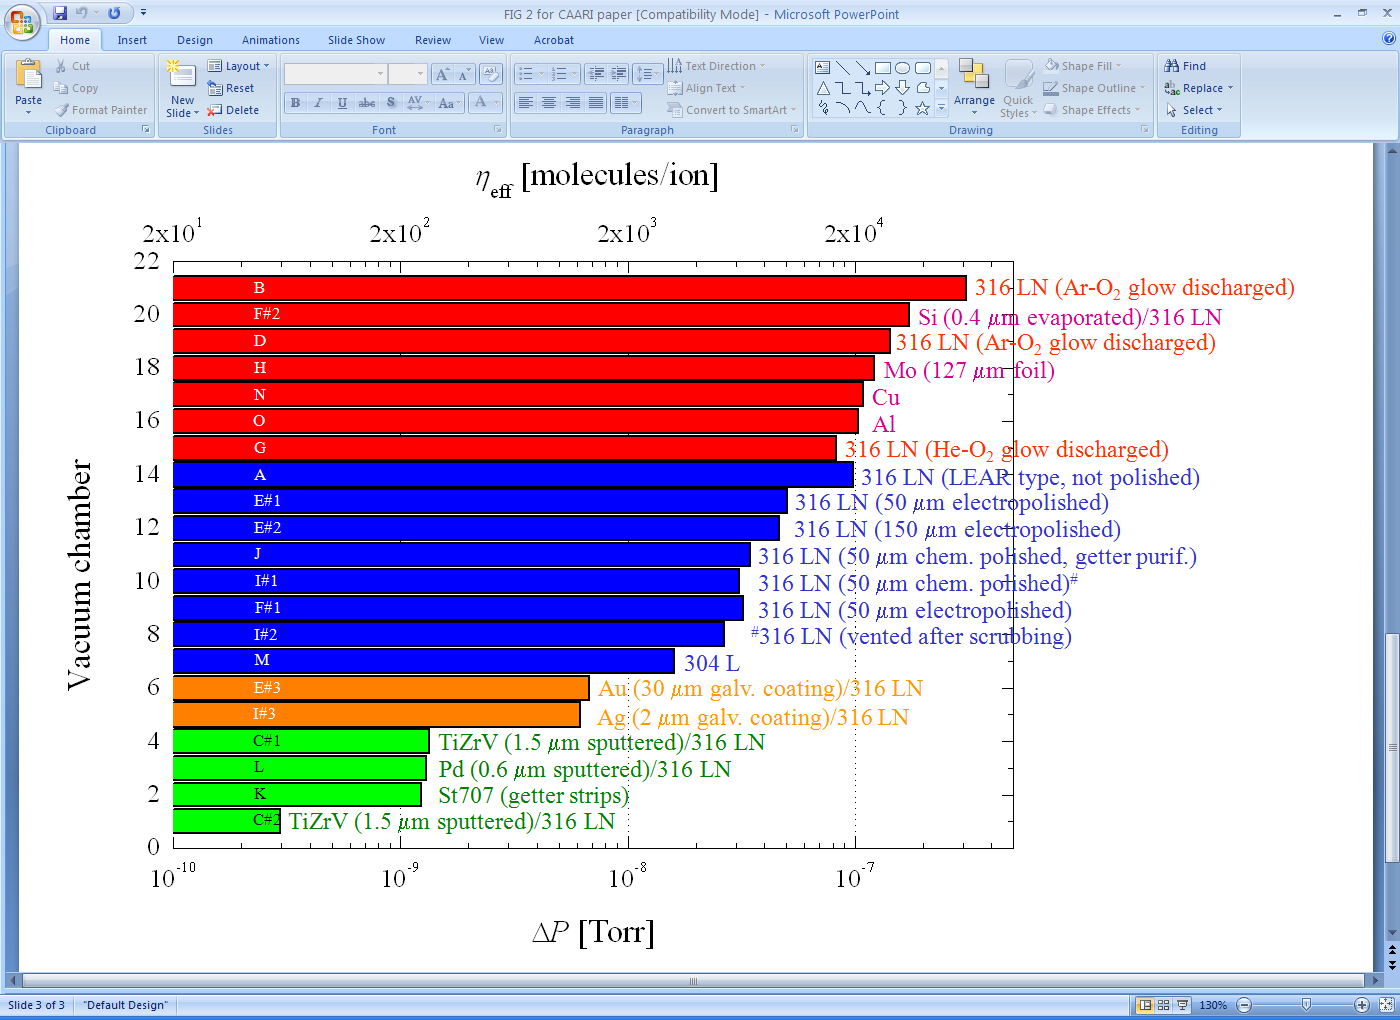 FIG 2 for CAARI paper [Compatibility Mode] - Microsoft PowerPoint
Home Insert Design Animations Slide Show Review View Acrobat
Paste
Cut
Copy
Format Painter
Clipboard
New Slide
Layout
Reset
Delete
Slides
B I U abc S AV Aa A
Font
Text Direction
Align Text
Convert to SmartArt
Paragraph
Arrange
Quick Styles
Shape Fill
Shape Outline
Shape Effects
Drawing
Find
Replace
Select
Editing
η_eff [molecules/ion]
2x10¹ 2x10² 2x10³ 2x10⁴
22
B 316 LN (Ar-O₂ glow discharged)
20 F#2 Si (0.4 μm evaporated)/316 LN
D 316 LN (Ar-O₂ glow discharged)
18 H Mo (127 μm foil)
N Cu
16 O Al
G 316 LN (He-O₂ glow discharged)
14 A 316 LN (LEAR type, not polished)
E#1 316 LN (50 μm electropolished)
12 E#2 316 LN (150 μm electropolished)
J 316 LN (50 μm chem. polished, getter purif.)
10 I#1 316 LN (50 μm chem. polished)#
F#1 316 LN (50 μm electropolished)
8 I#2 #316 LN (vented after scrubbing)
M 304 L
6 E#3 Au (30 μm galv. coating)/316 LN
I#3 Ag (2 μm galv. coating)/316 LN
4 C#1 TiZrV (1.5 μm sputtered)/316 LN
L Pd (0.6 μm sputtered)/316 LN
2 K St707 (getter strips)
C#2 TiZrV (1.5 μm sputtered)/316 LN
0
Vacuum chamber
10⁻¹⁰ 10⁻⁹ 10⁻⁸ 10⁻⁷
ΔP [Torr]
Slide 3 of 3 "Default Design" 130%